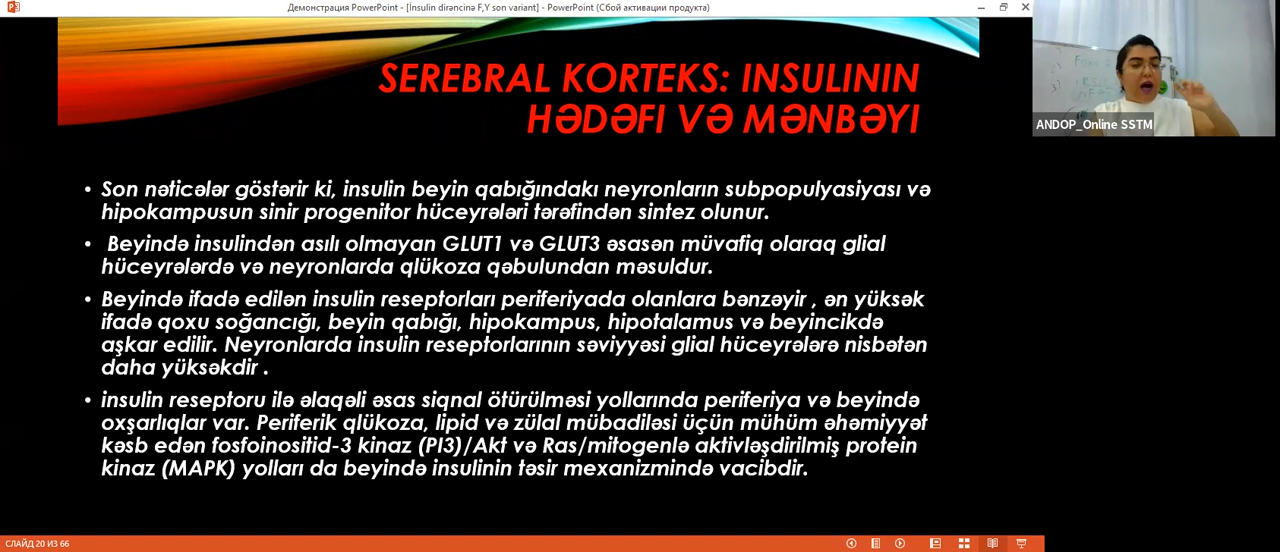 Демонстрация PowerPoint - [İnsulin dirəncinə F,Y son variant] - PowerPoint (Сбой активации продукта)
SEREBRAL KORTEKS: INSULININ
HƏDƏFI VƏ MƏNBƏYI
• Son nəticələr göstərir ki, insulin beyin qabığındakı neyronların subpopulyasiyası və
hipokampusun sinir progenitor hüceyrələri tərəfindən sintez olunur.
• Beyində insulindən asılı olmayan GLUT1 və GLUT3 əsasən müvafiq olaraq glial
hüceyrələrdə və neyronlarda qlükoza qəbulundan məsuldur.
• Beyində ifadə edilən insulin reseptorları periferiyada olanlara bənzəyir , ən yüksək
ifadə qoxu soğancığı, beyin qabığı, hipokampus, hipotalamus və beyincikdə
aşkar edilir. Neyronlarda insulin reseptorlarının səviyyəsi glial hüceyrələrə nisbətən
daha yüksəkdir .
• insulin reseptoru ilə əlaqəli əsas siqnal ötürülməsi yollarında periferiya və beyində
oxşarlıqlar var. Periferik qlükoza, lipid və zülal mübadiləsi üçün mühüm əhəmiyyət
kəsb edən fosfoinositid-3 kinaz (PI3)/Akt və Ras/mitogenlə aktivləşdirilmiş protein
kinaz (MAPK) yolları da beyində insulinin təsir mexanizmində vacibdir.
ANDOP_Online SSTM
СЛАЙД 20 ИЗ 66